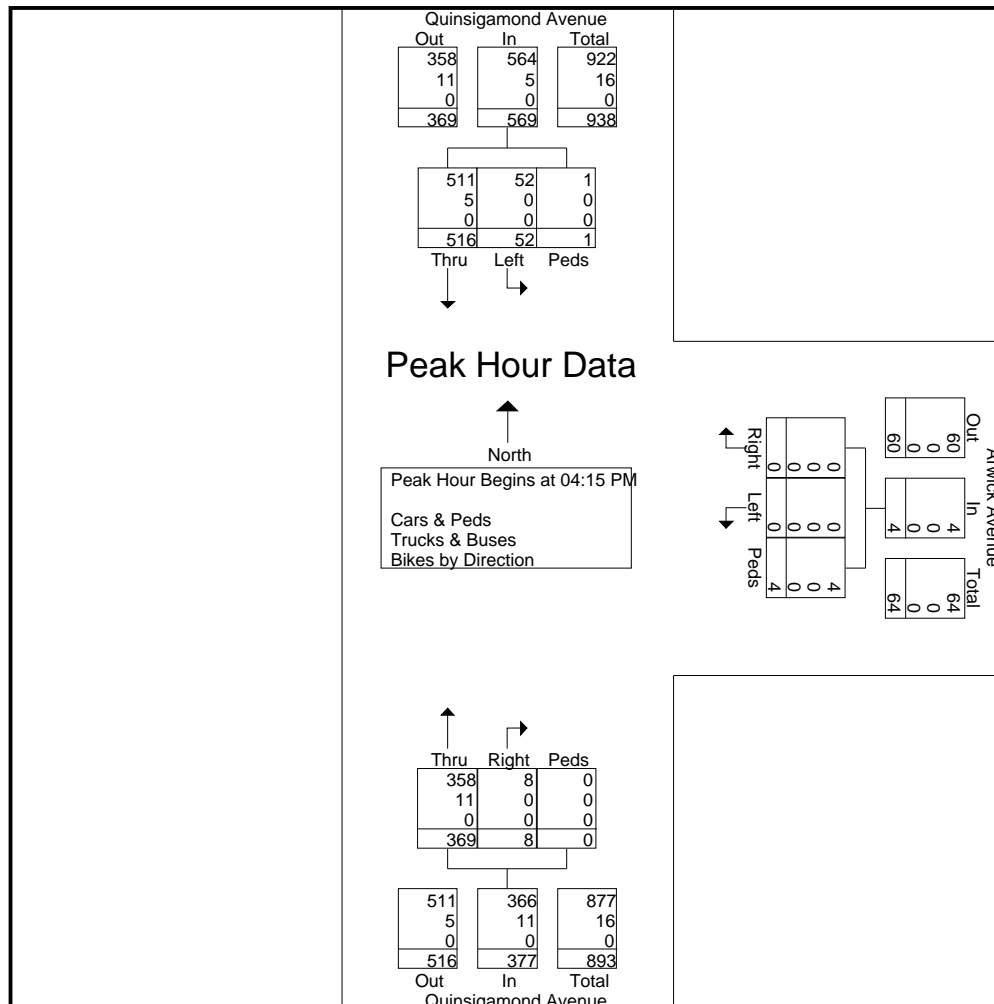 Quinsigamond Avenue
Out In Total
358 564 922
11 5 16
0 0 0
369 569 938
511 52 1
5 0 0
0 0 0
516 52 1
Thru Left Peds
Peak Hour Data
North
Peak Hour Begins at 04:15 PM
Cars & Peds
Trucks & Buses
Bikes by Direction
Arwick Avenue
Out In Total
60 4 64
0 0 0
0 0 0
60 4 64
0 0 4
0 0 0
0 0 0
0 0 4
Right Left Peds
Thru Right Peds
358 8 0
11 0 0
0 0 0
369 8 0
511 366 877
5 11 16
0 0 0
516 377 893
Out In Total
Quinsigamond Avenue